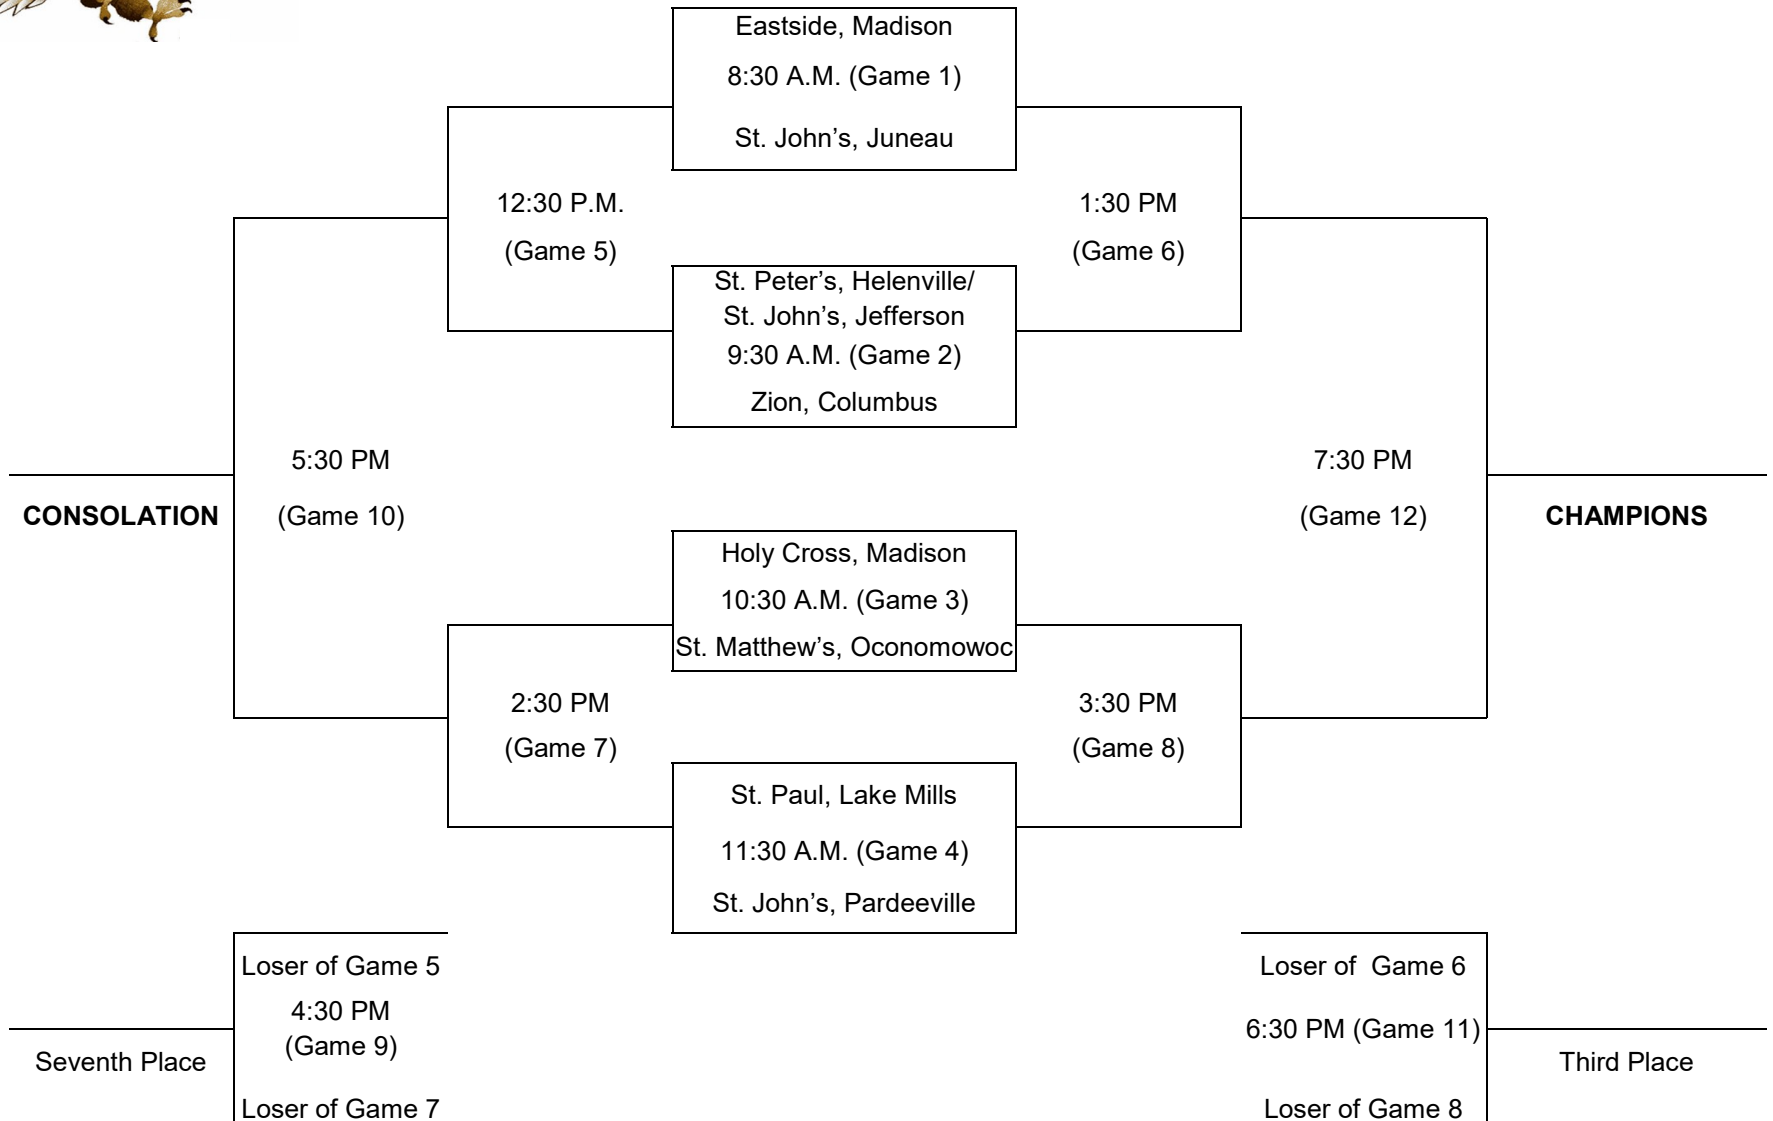 Eastside, Madison
8:30 A.M. (Game 1)
St. John’s, Juneau
12:30 P.M.
(Game 5)
1:30 PM
(Game 6)
St. Peter’s, Helenville/
St. John’s, Jefferson
9:30 A.M. (Game 2)
Zion, Columbus
5:30 PM
(Game 10)
CONSOLATION
7:30 PM
(Game 12)
CHAMPIONS
Holy Cross, Madison
10:30 A.M. (Game 3)
St. Matthew’s, Oconomowoc
2:30 PM
(Game 7)
3:30 PM
(Game 8)
St. Paul, Lake Mills
11:30 A.M. (Game 4)
St. John’s, Pardeeville
Loser of Game 5
4:30 PM
(Game 9)
Seventh Place
Loser of Game 7
Loser of  Game 6
6:30 PM (Game 11)
Third Place
Loser of Game 8